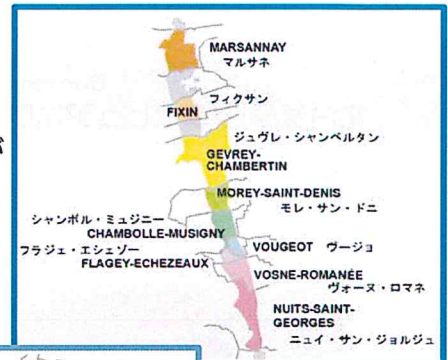 MARSANNAY
マルサネ
フィクサン
FIXIN
ジュヴレ・シャンベルタン
GEVREY-
CHAMBERTIN
MOREY-SAINT-DENIS
モレ・サン・ドニ
シャンボル・ミュジニー
CHAMBOLLE-MUSIGNY
フラジェ・エシェゾー
VOUGEOT ヴージョ
FLAGEY-ECHEZEAUX
VOSNE-ROMANÉE
ヴォーヌ・ロマネ
NUITS-SAINT-
GEORGES
ニュイ・サン・ジョルジュ